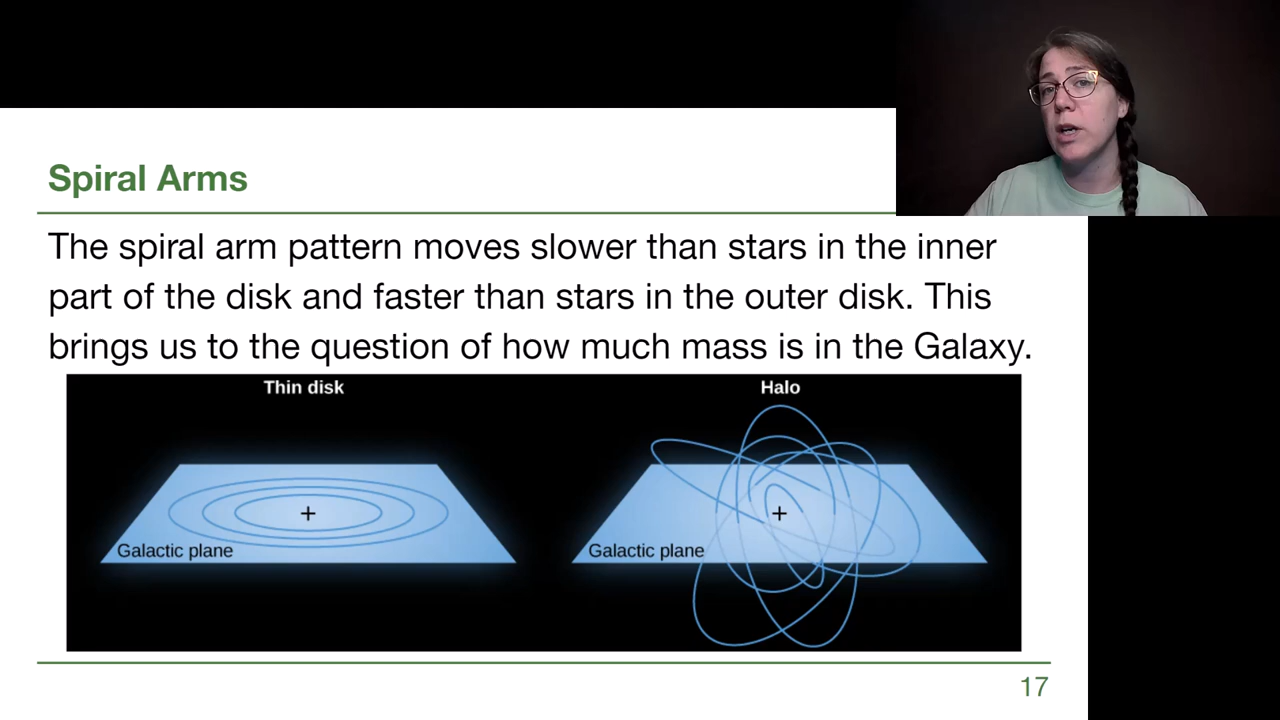 Spiral Arms
The spiral arm pattern moves slower than stars in the inner
part of the disk and faster than stars in the outer disk. This
brings us to the question of how much mass is in the Galaxy.
Thin disk
Halo
+
+
Galactic plane
Galactic plane
17